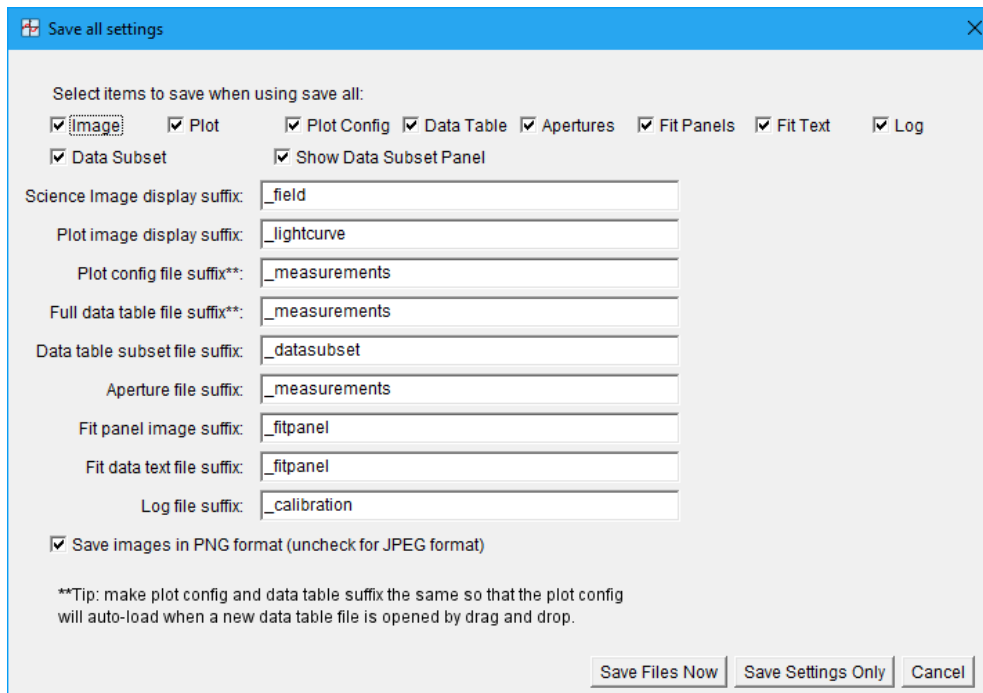 Save all settings
Select items to save when using save all:
Image Plot Plot Config Data Table Apertures Fit Panels Fit Text Log
Data Subset Show Data Subset Panel
Science Image display suffix: _field
Plot image display suffix: _lightcurve
Plot config file suffix**: _measurements
Full data table file suffix**: _measurements
Data table subset file suffix: _datasubset
Aperture file suffix: _measurements
Fit panel image suffix: _fitpanel
Fit data text file suffix: _fitpanel
Log file suffix: _calibration
Save images in PNG format (uncheck for JPEG format)
**Tip: make plot config and data table suffix the same so that the plot config
will auto-load when a new data table file is opened by drag and drop.
Save Files Now Save Settings Only Cancel